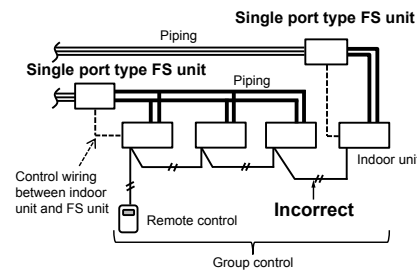 Single port type FS unit
Piping
Single port type FS unit
Piping
Control wiring
between indoor
unit and FS unit
Indoor unit
Incorrect
Remote control
Group control